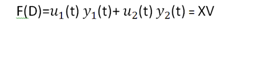 F(D)=u₁(t) y₁(t)+ u₂(t) y₂(t) = XV